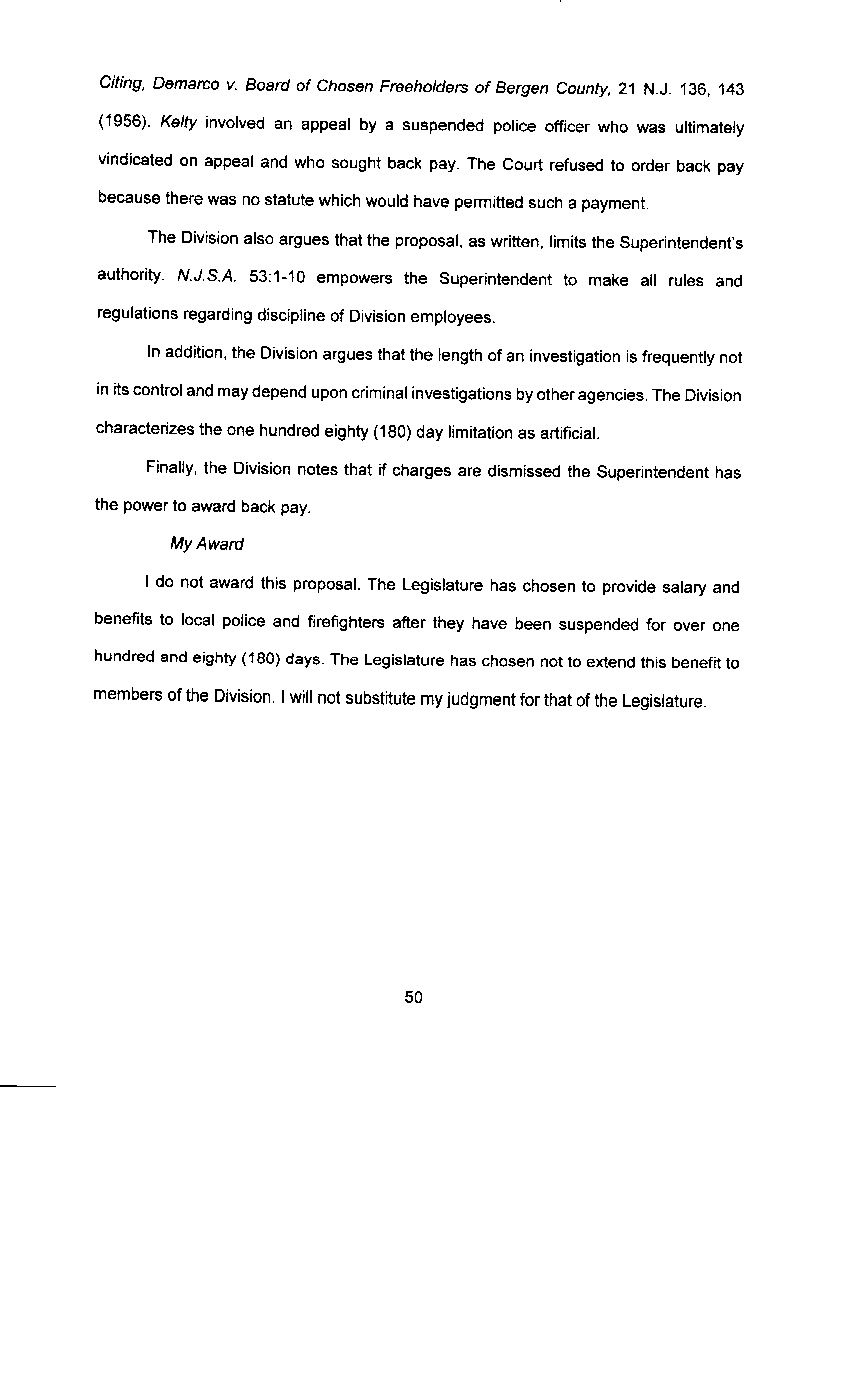 Citing, Demarco v. Board of Chosen Freeholders of Bergen County, 21 N.J. 136, 143
(1956). Kelty involved an appeal by a suspended police officer who was ultimately
vindicated on appeal and who sought back pay. The Court refused to order back pay
because there was no statute which would have permitted such a payment.
The Division also argues that the proposal, as written, limits the Superintendent's
authority. N.J.S.A. 53:1-10 empowers the Superintendent to make all rules and
regulations regarding discipline of Division employees.
In addition, the Division argues that the length of an investigation is frequently not
in its control and may depend upon criminal investigations by other agencies. The Division
characterizes the one hundred eighty (180) day limitation as artificial.
Finally, the Division notes that if charges are dismissed the Superintendent has
the power to award back pay.
My Award
I do not award this proposal. The Legislature has chosen to provide salary and
benefits to local police and firefighters after they have been suspended for over one
hundred and eighty (180) days. The Legislature has chosen not to extend this benefit to
members of the Division. I will not substitute my judgment for that of the Legislature.
50